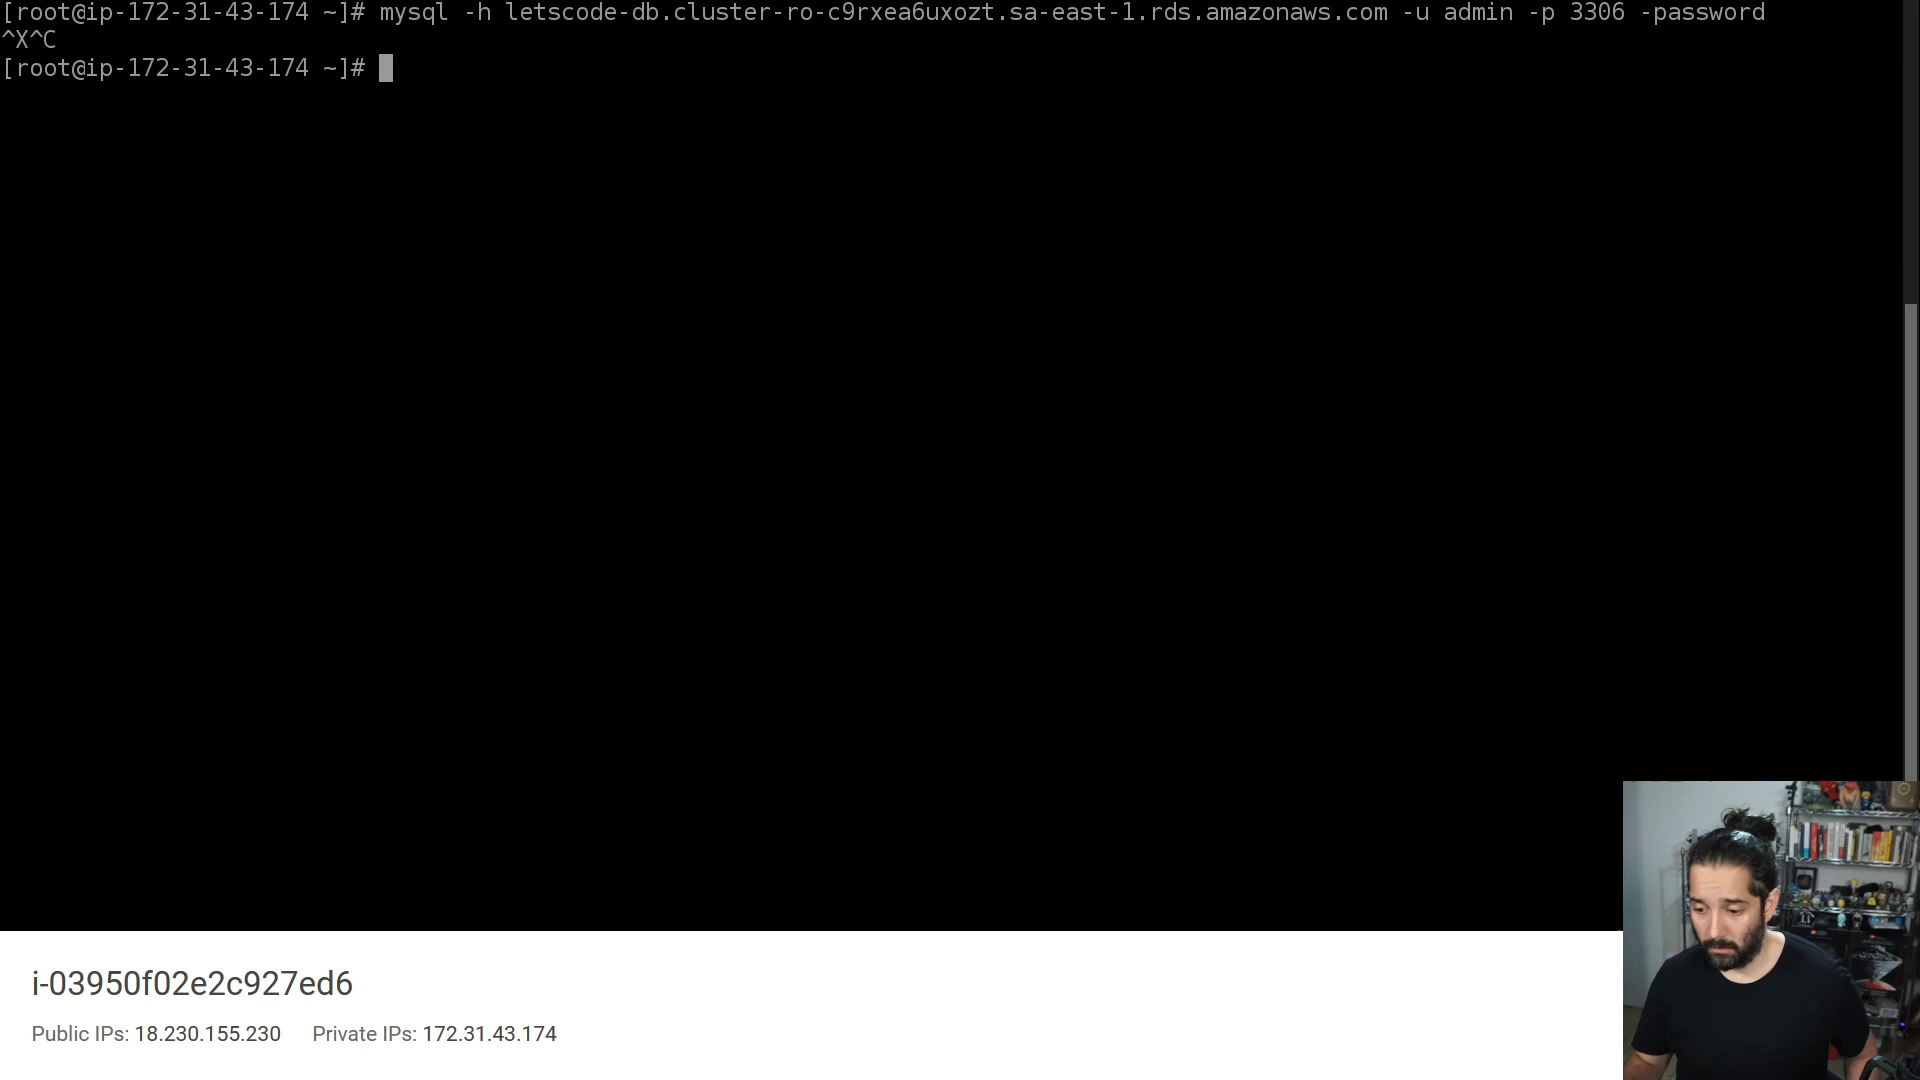 [root@ip-172-31-43-174 ~]# mysql -h letscode-db.cluster-ro-c9rxea6uxozt.sa-east-1.rds.amazonaws.com -u admin -p 3306 -password
^X^C
[root@ip-172-31-43-174 ~]#
i-03950f02e2c927ed6
Public IPs: 18.230.155.230 Private IPs: 172.31.43.174